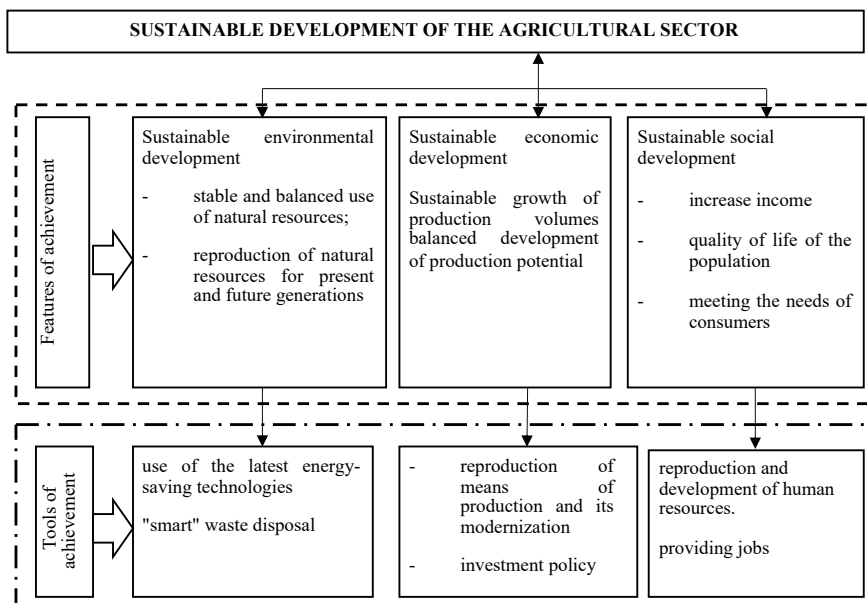 SUSTAINABLE DEVELOPMENT OF THE AGRICULTURAL SECTOR
Features of achievement
Sustainable environmental
development
- stable and balanced use
of natural resources;
- reproduction of natural
resources for present
and future generations
Sustainable economic
development
Sustainable growth of
production volumes
balanced development
of production potential
Sustainable social
development
- increase income
- quality of life of the
population
- meeting the needs of
consumers
Tools of
achievement
use of the latest energy-
saving technologies
"smart" waste disposal
- reproduction of
means of
production and its
modernization
- investment policy
reproduction and
development of human
resources.
providing jobs